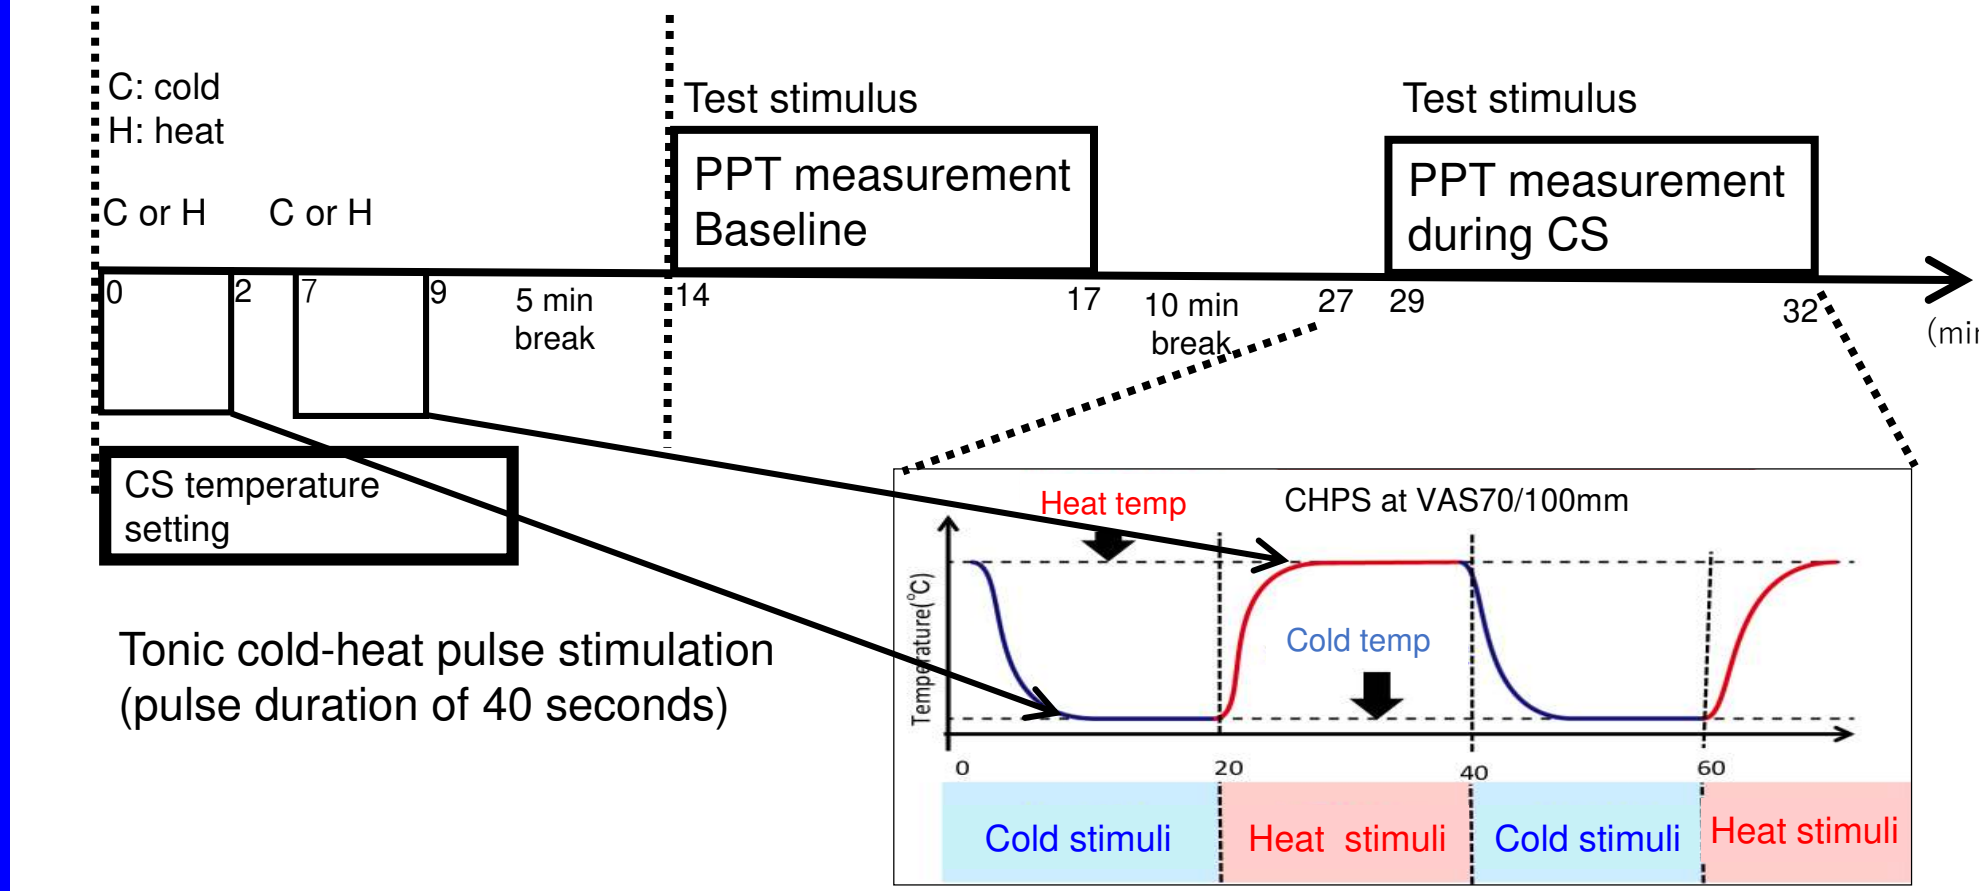 C: cold
H: heat
C or H
C or H
Test stimulus
PPT measurement
Baseline
Test stimulus
PPT measurement
during CS
0
2
7
9
5 min
break
14
17
10 min
break
27
29
32
(min
CS temperature
setting
Tonic cold-heat pulse stimulation
(pulse duration of 40 seconds)
Heat temp
CHPS at VAS70/100mm
Temperature(°C)
Cold temp
0
20
40
60
Cold stimuli
Heat stimuli
Cold stimuli
Heat stimuli